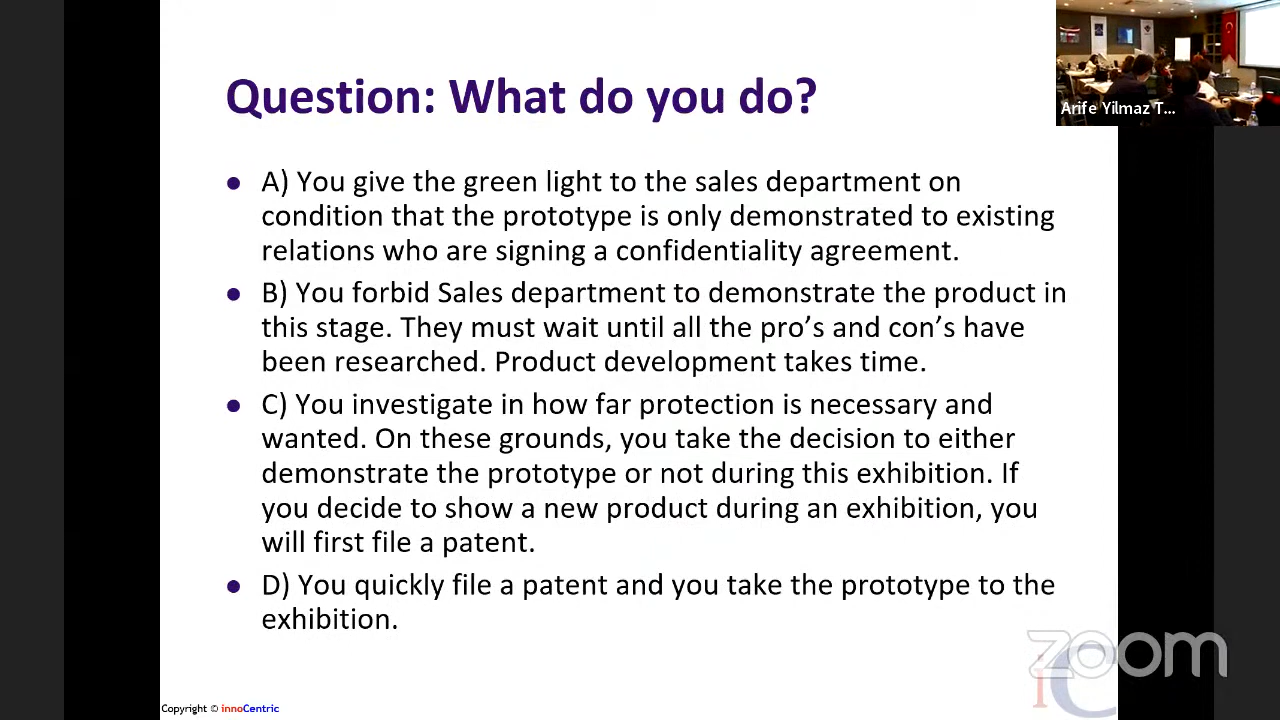 Question: What do you do?
Arife Yilmaz T...
● A) You give the green light to the sales department on
condition that the prototype is only demonstrated to existing
relations who are signing a confidentiality agreement.
● B) You forbid Sales department to demonstrate the product in
this stage. They must wait until all the pro’s and con’s have
been researched. Product development takes time.
● C) You investigate in how far protection is necessary and
wanted. On these grounds, you take the decision to either
demonstrate the prototype or not during this exhibition. If
you decide to show a new product during an exhibition, you
will first file a patent.
● D) You quickly file a patent and you take the prototype to the
exhibition.
zoom
iC
Copyright © innoCentric